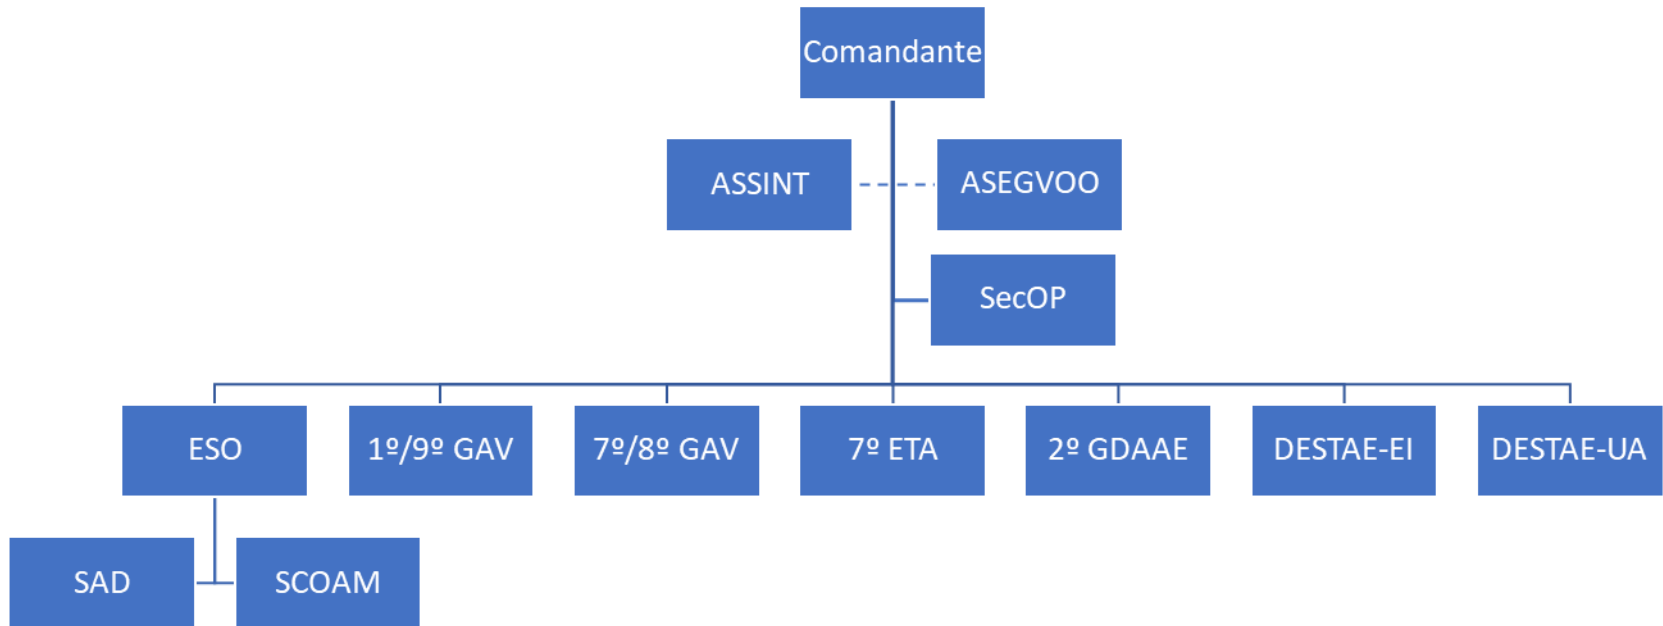 Comandante
ASSINT
ASEGVOO
SecOP
ESO
1º/9º GAV
7º/8º GAV
7º ETA
2º GDAAE
DESTAE-EI
DESTAE-UA
SAD
SCOAM